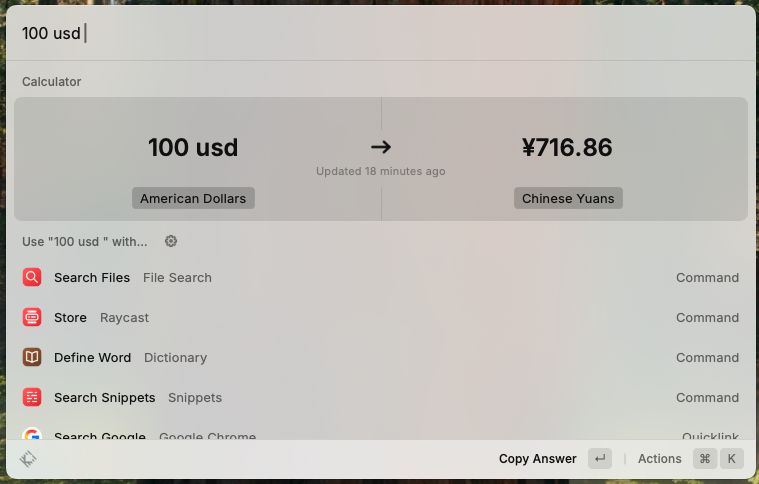 100 usd
Calculator
100 usd → ¥716.86
Updated 18 minutes ago
American Dollars Chinese Yuans
Use "100 usd " with...
Search Files File Search Command
Store Raycast Command
Define Word Dictionary Command
Search Snippets Snippets Command
Search Google Google Chrome Quicklink
Copy Answer ↵ | Actions ⌘ K